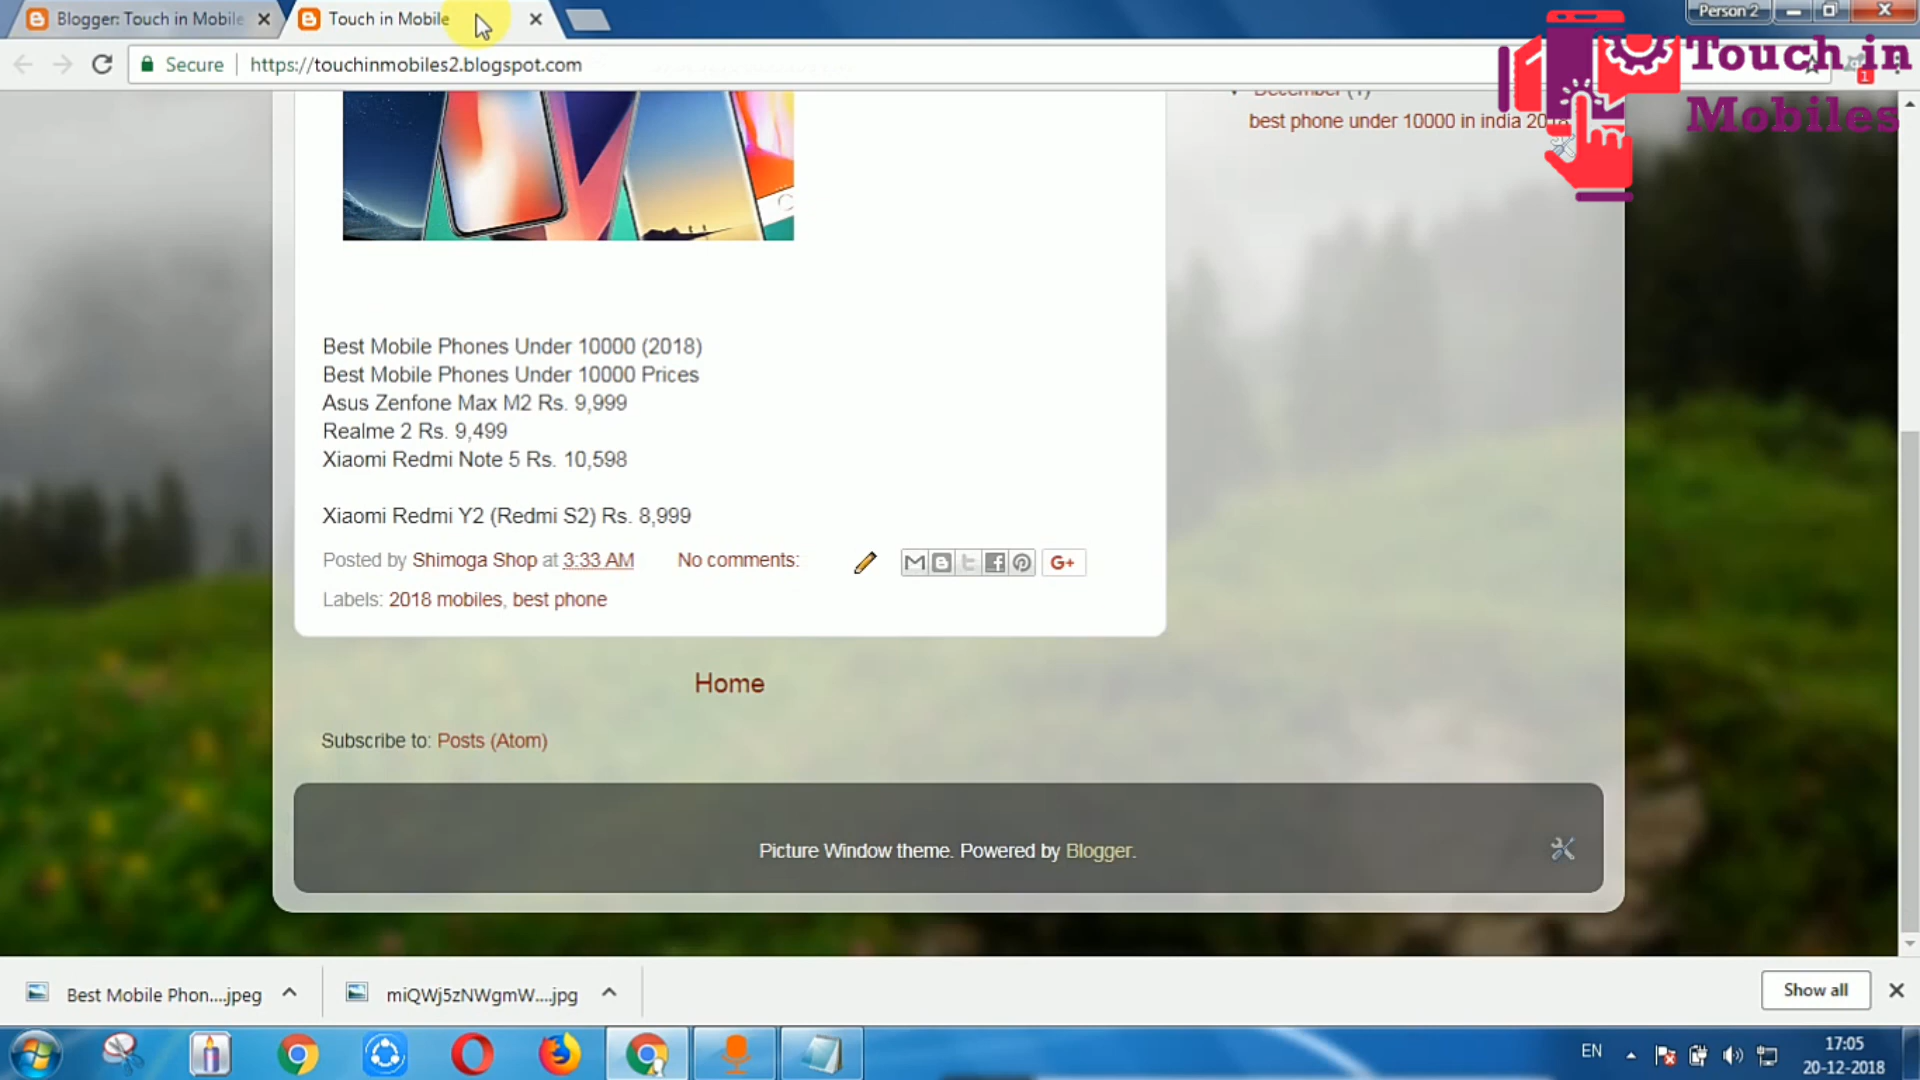 Blogger: Touch in Mobile
Touch in Mobile
Person 2
Secure
https://touchinmobiles2.blogspot.com
Touch in
Mobiles
1
December (1)
best phone under 10000 in india 2018
Best Mobile Phones Under 10000 (2018)
Best Mobile Phones Under 10000 Prices
Asus Zenfone Max M2 Rs. 9,999
Realme 2 Rs. 9,499
Xiaomi Redmi Note 5 Rs. 10,598
Xiaomi Redmi Y2 (Redmi S2) Rs. 8,999
Posted by Shimoga Shop at 3:33 AM No comments:
G+
Labels: 2018 mobiles, best phone
Home
Subscribe to: Posts (Atom)
Picture Window theme. Powered by Blogger.
Best Mobile Phon....jpeg
miQWj5zNWgmW....jpg
Show all
EN
17:05
20-12-2018